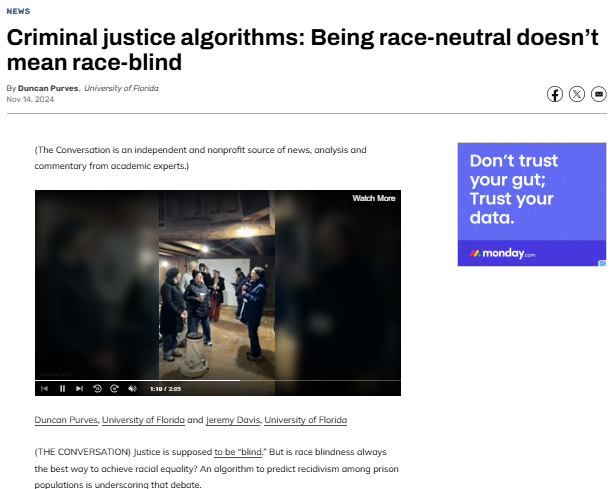 NEWS
Criminal justice algorithms: Being race-neutral doesn’t
mean race-blind
By Duncan Purves, University of Florida
Nov 14, 2024
(The Conversation is an independent and nonprofit source of news, analysis and
commentary from academic experts.)
Watch More
1:10 / 2:05
Don’t trust
your gut;
Trust your
data.
monday.com
Duncan Purves, University of Florida and Jeremy Davis, University of Florida
(THE CONVERSATION) Justice is supposed to be “blind.” But is race blindness always
the best way to achieve racial equality? An algorithm to predict recidivism among prison
populations is underscoring that debate.